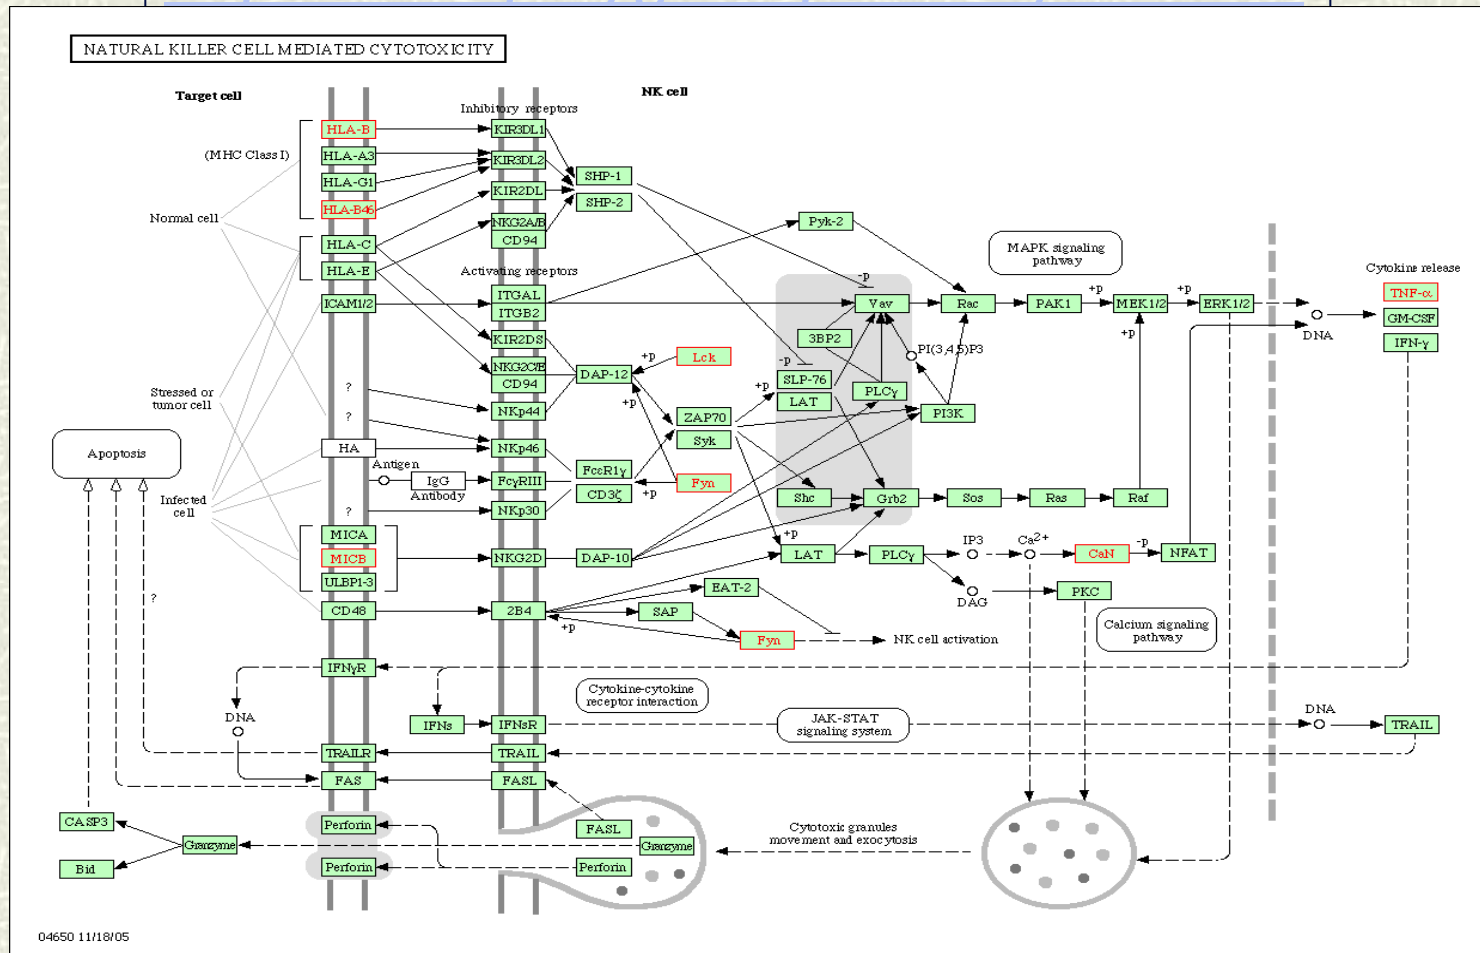 NATURAL KILLER CELL MEDIATED CYTOTOXICITY
Target cell
NK cell
Inhibitory receptors
(MHC Class I)
HLA-B
HLA-A3
HLA-G1
HLA-B46
HLA-C
HLA-E
ICAM1/2
KIR3DL1
KIR3DL2
KIR2DL
NKG2A/B
CD94
SHP-1
SHP-2
Normal cell
Activating receptors
ITGAL
ITGB2
KIR2DS
NKG2C/E
CD94
NKp44
NKp46
FcγRIII
NKp30
NKG2D
2B4
Pyk-2
MAPK signaling
pathway
-p
Vav
Rac
PAK1
+p
MEK1/2
+p
ERK1/2
DNA
Cytokine release
TNF-α
GM-CSF
IFN-γ
3BP2
PI(3,4,5)P3
+p
Lck
DAP-12
+p
-p
SLP-76
LAT
+p
PLCγ
PI3K
+p
ZAP70
Syk
Stressed or
tumor cell
?
?
HA
Antigen
IgG
Antibody
?
FcεR1γ
CD3ζ
+p
Fyn
Apoptosis
Infected
cell
?
Shc
Grb2
Sos
Ras
Raf
MICA
MICB
ULBP1-3
CD48
DAP-10
+p
LAT
PLCγ
IP3
Ca2+
CaN
-p
NFAT
DAG
PKC
EAT-2
SAP
+p
Fyn
NK cell activation
Calcium signaling
pathway
IFNγR
Cytokine-cytokine
receptor interaction
DNA
IFNs
IFNsR
JAK-STAT
signaling system
DNA
TRAIL
TRAILR
TRAIL
FAS
FASL
CASP3
Bid
Granzyme
Perforin
Perforin
FASL
Granzyme
Perforin
Cytotoxic granules
movement and exocytosis
04650 11/18/05